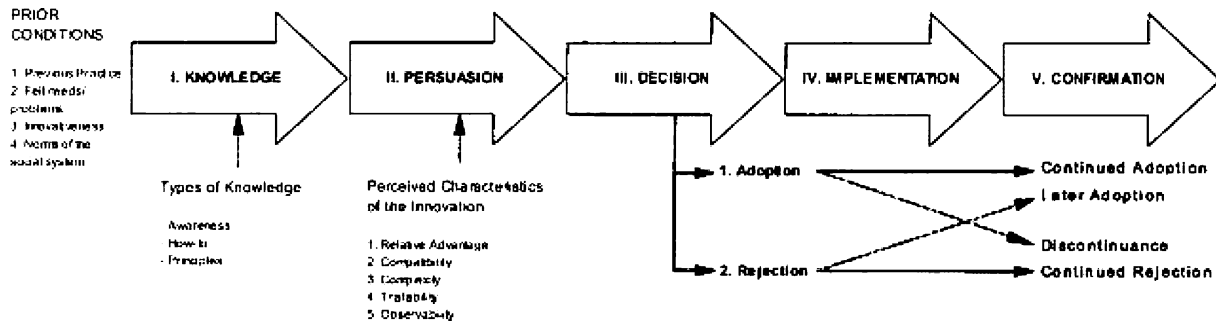 PRIOR
CONDITIONS
1. Previous Practice
2. Felt needs/
problems
3. Innovativeness
4. Norms of the
social system
I. KNOWLEDGE
II. PERSUASION
III. DECISION
IV. IMPLEMENTATION
V. CONFIRMATION
Types of Knowledge
- Awareness
- How-to
- Principles
Perceived Characteristics
of the Innovation
1. Relative Advantage
2. Compatibility
3. Complexity
4. Trialability
5. Observability
1. Adoption
2. Rejection
Continued Adoption
Later Adoption
Discontinuance
Continued Rejection